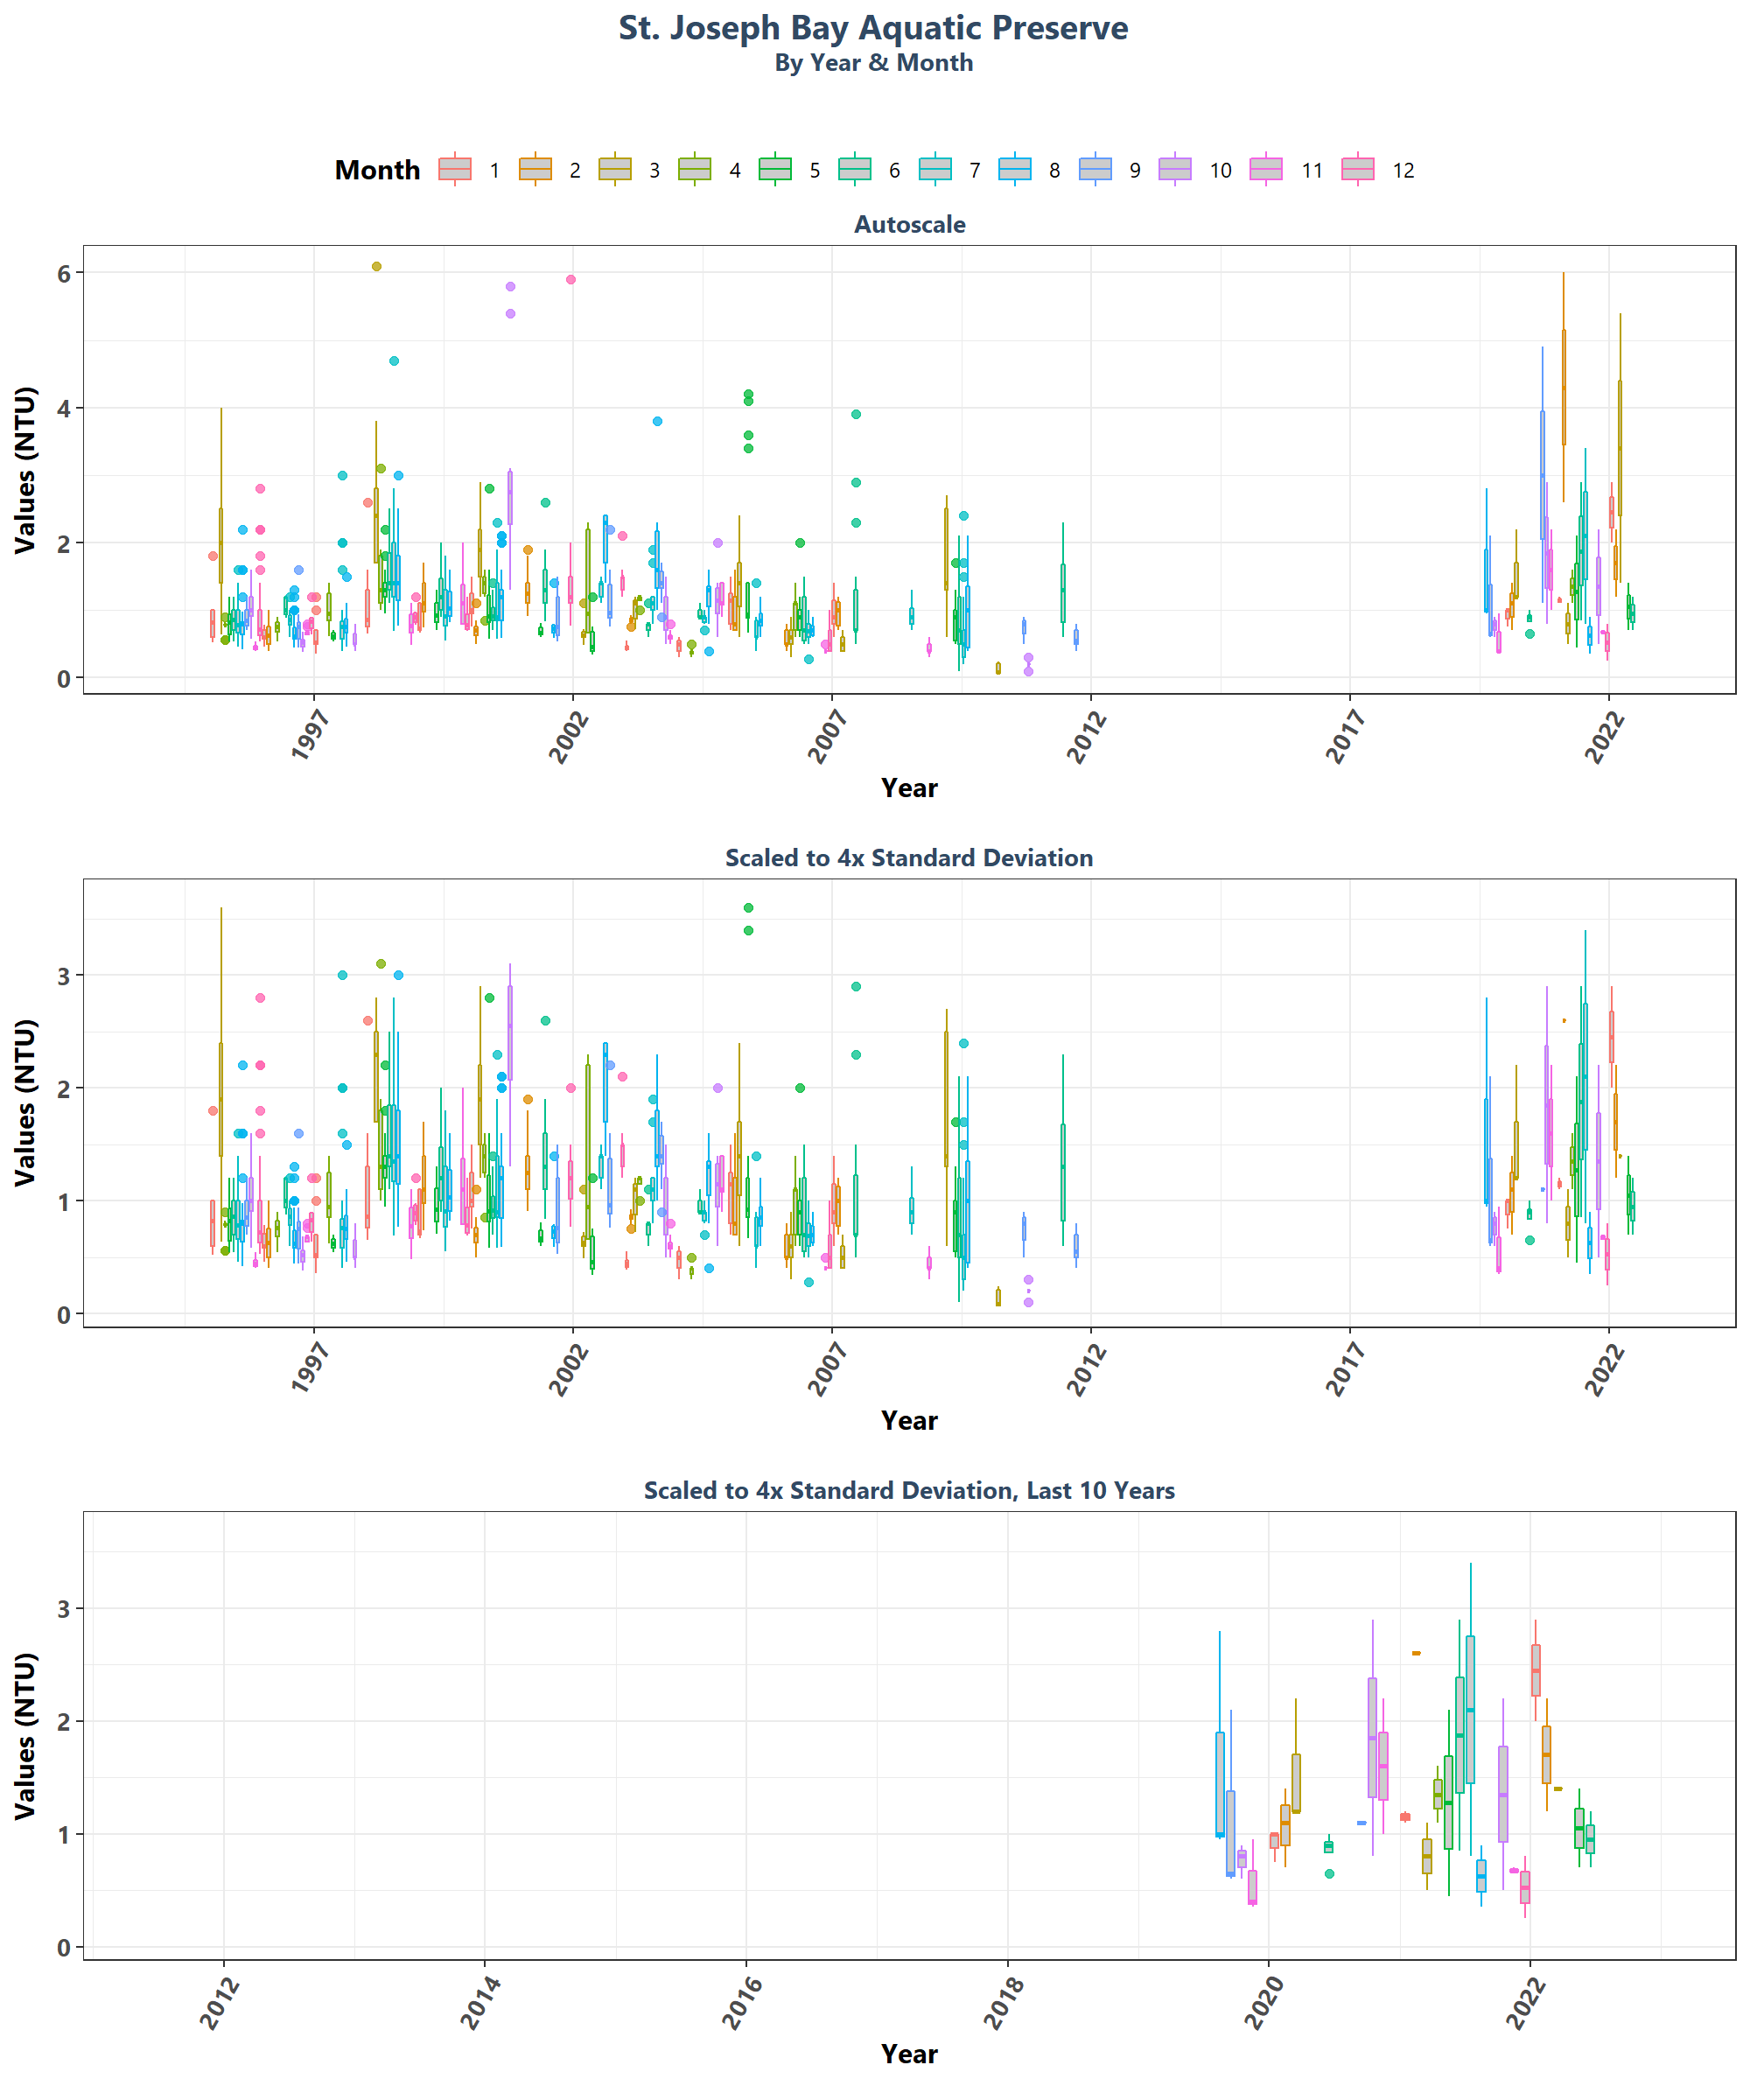 St. Joseph Bay Aquatic Preserve
By Year & Month
Month 1 2 3 4 5 6 7 8 9 10 11 12
Autoscale
Values (NTU)
6
4
2
0
1997 2002 2007 2012 2017 2022
Year
Scaled to 4x Standard Deviation
Values (NTU)
3
2
1
0
1997 2002 2007 2012 2017 2022
Year
Scaled to 4x Standard Deviation, Last 10 Years
Values (NTU)
3
2
1
0
2012 2014 2016 2018 2020 2022
Year